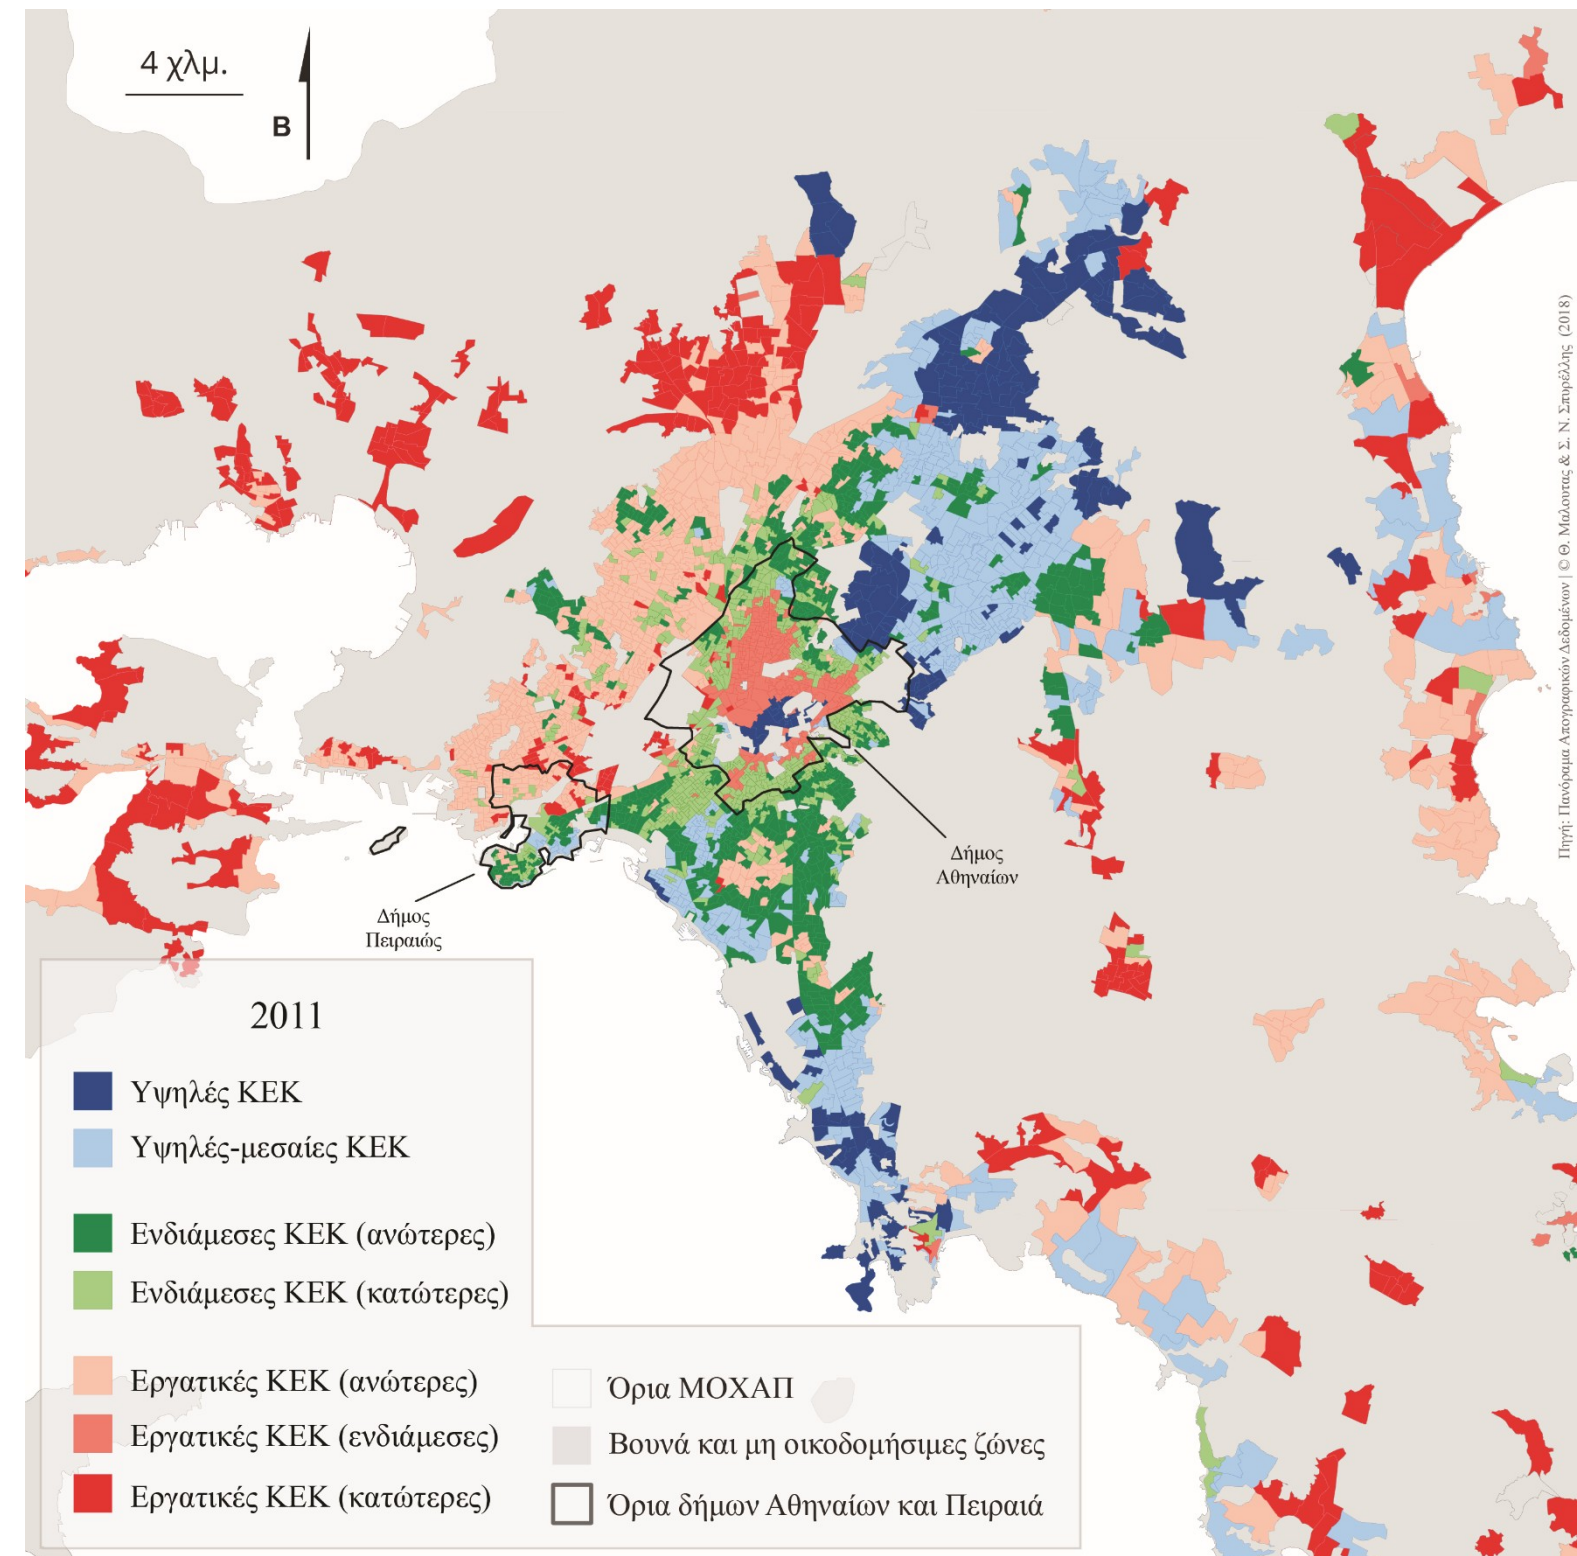 4 χλμ.
Β
Δήμος
Αθηναίων
Δήμος
Πειραιώς
2011
Υψηλές ΚΕΚ
Υψηλές-μεσαίες ΚΕΚ
Ενδιάμεσες ΚΕΚ (ανώτερες)
Ενδιάμεσες ΚΕΚ (κατώτερες)
Εργατικές ΚΕΚ (ανώτερες)
Εργατικές ΚΕΚ (ενδιάμεσες)
Εργατικές ΚΕΚ (κατώτερες)
Όρια ΜΟΧΑΠ
Βουνά και μη οικοδομήσιμες ζώνες
Όρια δήμων Αθηναίων και Πειραιά
Πηγή: Πανόραμα Απογραφικών Δεδομένων | © Θ. Μαλούτας & Σ. Ν. Σπυρέλλης (2018)